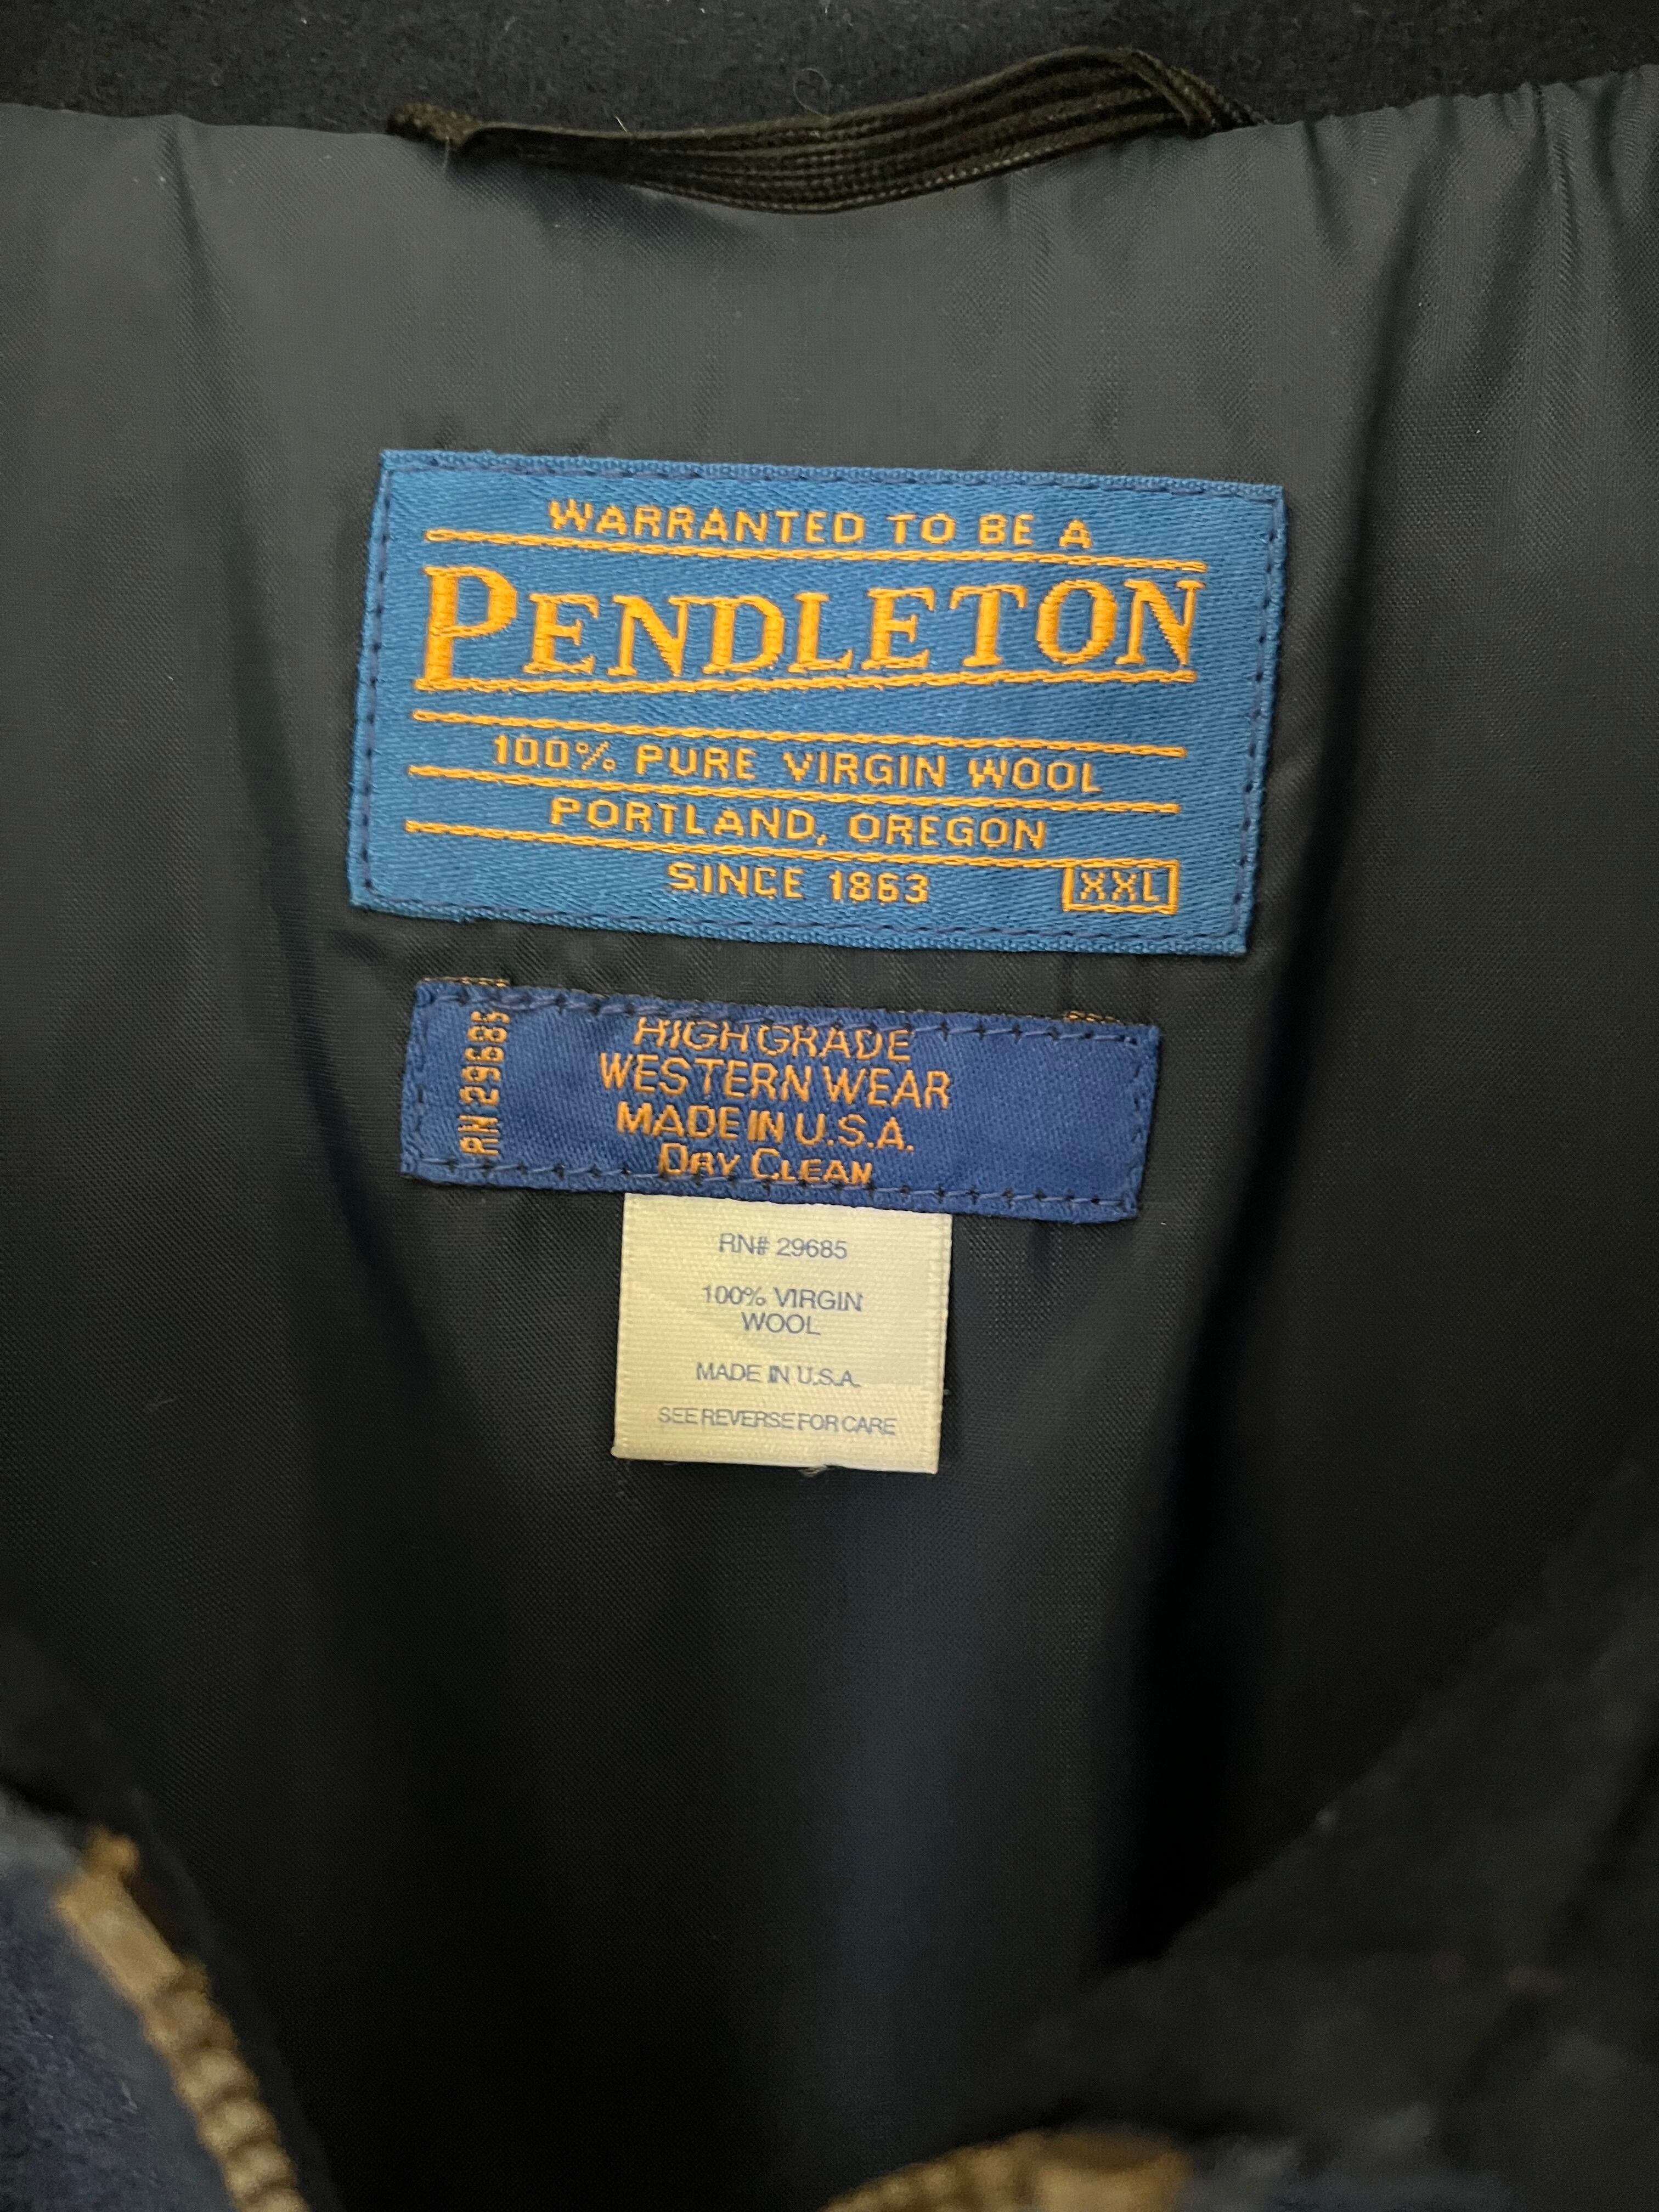 WARRANTED TO BE A
PENDLETON
100% PURE VIRGIN WOOL
PORTLAND, OREGON
SINCE 1863
XXL
RN 29685
HIGH GRADE
WESTERN WEAR
MADE IN U.S.A.
DRY CLEAN
RN# 29685
100% VIRGIN
WOOL
MADE IN U.S.A.
SEE REVERSE FOR CARE